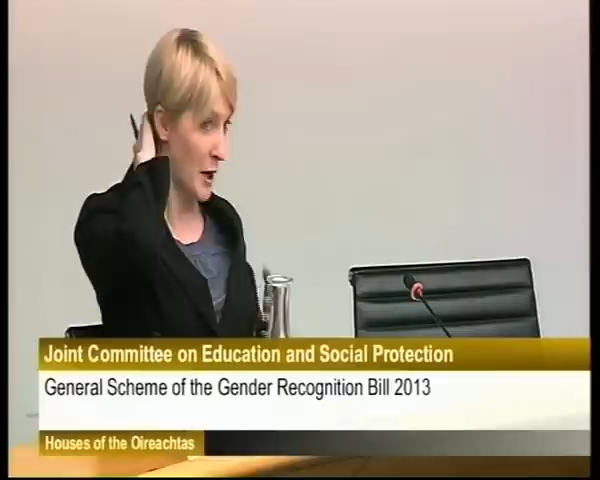 Joint Committee on Education and Social Protection
General Scheme of the Gender Recognition Bill 2013
Houses of the Oireachtas